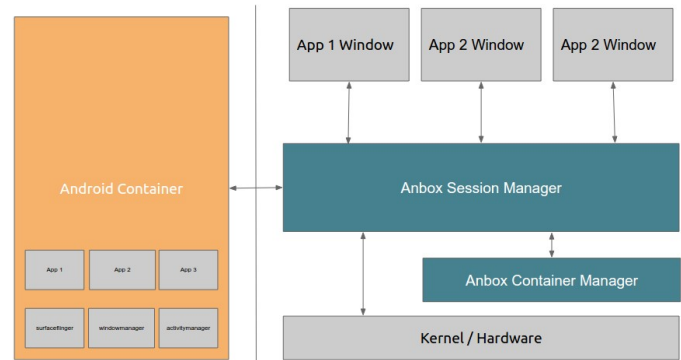 App 1 Window
App 2 Window
App 2 Window
Android Container
Anbox Session Manager
App 1
App 2
App 3
Anbox Container Manager
surfaceflinger
windowmanager
activitymanager
Kernel / Hardware